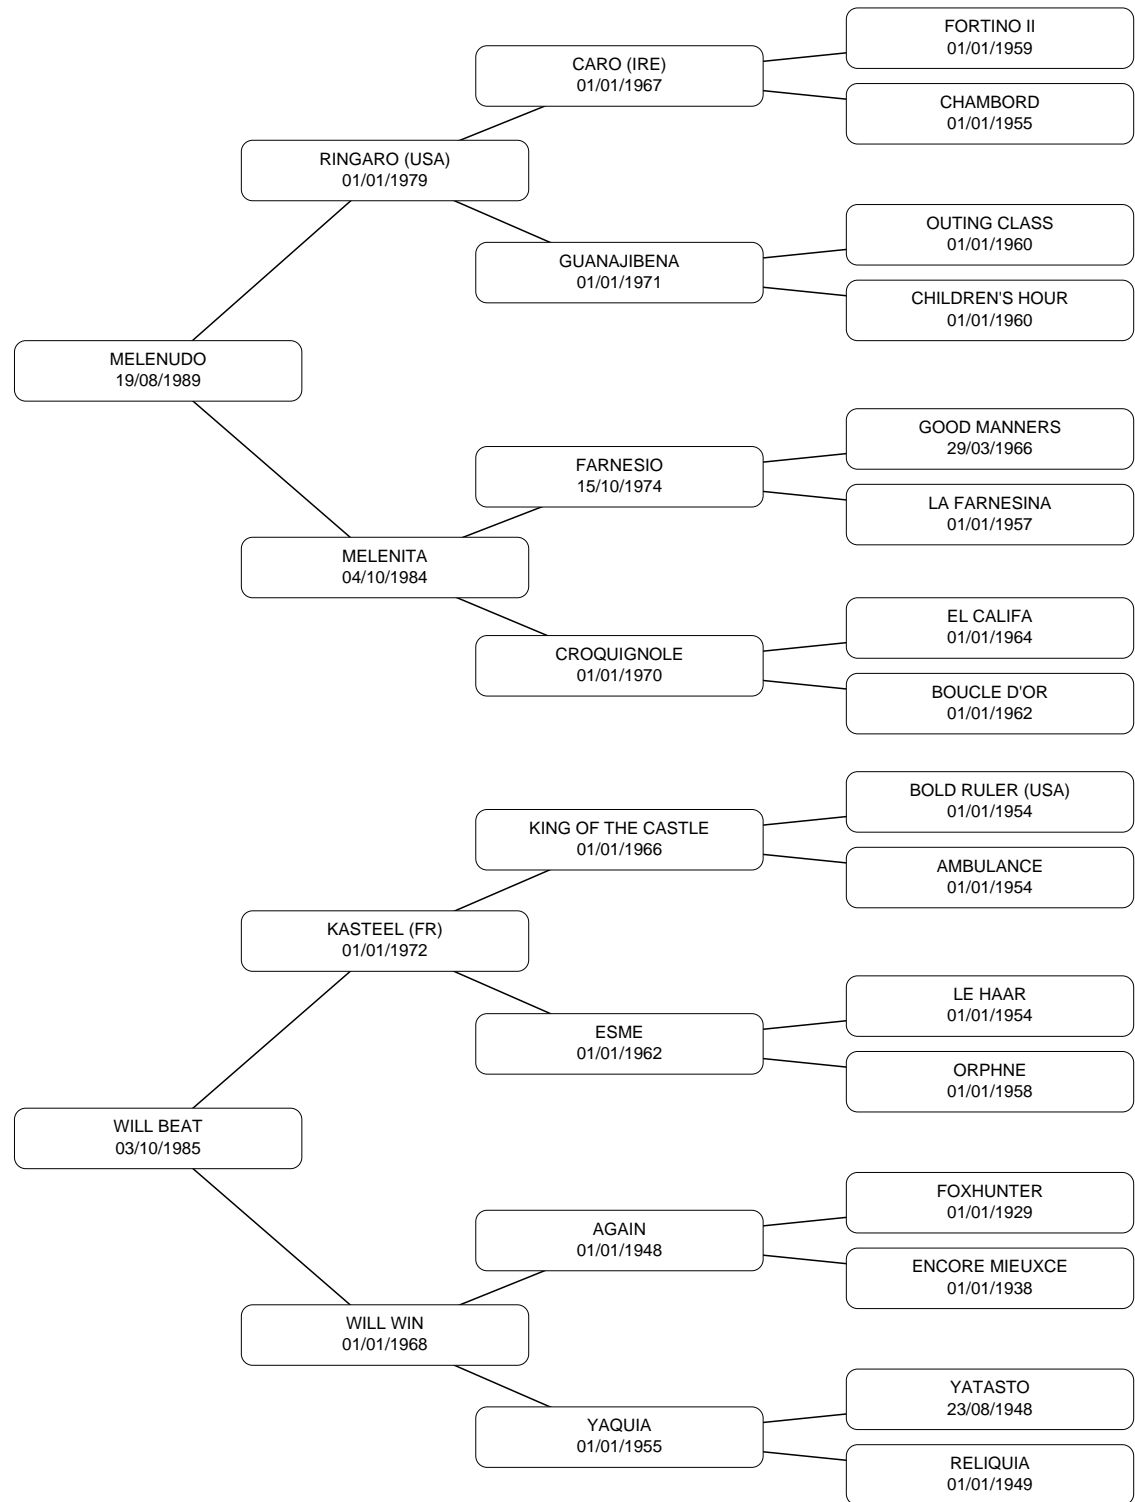 FORTINO II
01/01/1959
CARO (IRE)
01/01/1967
CHAMBORD
01/01/1955
RINGARO (USA)
01/01/1979
OUTING CLASS
01/01/1960
GUANAJIBENA
01/01/1971
CHILDREN'S HOUR
01/01/1960
MELENUDO
19/08/1989
GOOD MANNERS
29/03/1966
FARNESIO
15/10/1974
LA FARNESINA
01/01/1957
MELENITA
04/10/1984
EL CALIFA
01/01/1964
CROQUIGNOLE
01/01/1970
BOUCLE D'OR
01/01/1962
BOLD RULER (USA)
01/01/1954
KING OF THE CASTLE
01/01/1966
AMBULANCE
01/01/1954
KASTEEL (FR)
01/01/1972
LE HAAR
01/01/1954
ESME
01/01/1962
ORPHNE
01/01/1958
WILL BEAT
03/10/1985
FOXHUNTER
01/01/1929
AGAIN
01/01/1948
ENCORE MIEUXCE
01/01/1938
WILL WIN
01/01/1968
YATASTO
23/08/1948
YAQUIA
01/01/1955
RELIQUIA
01/01/1949